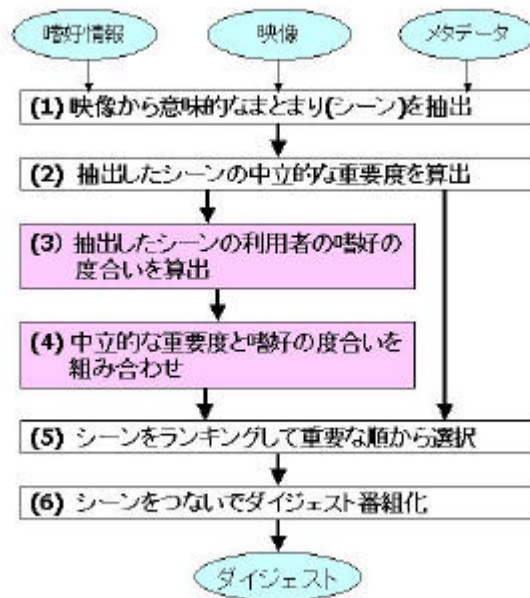 嗜好情報
映像
メタデータ
(1) 映像から意味的なまとまり(シーン)を抽出
(2) 抽出したシーンの中立的な重要度を算出
(3) 抽出したシーンの利用者の嗜好の
度合いを算出
(4) 中立的な重要度と嗜好の度合いを
組み合わせ
(5) シーンをランキングして重要な順から選択
(6) シーンをつないでダイジェスト番組化
ダイジェスト